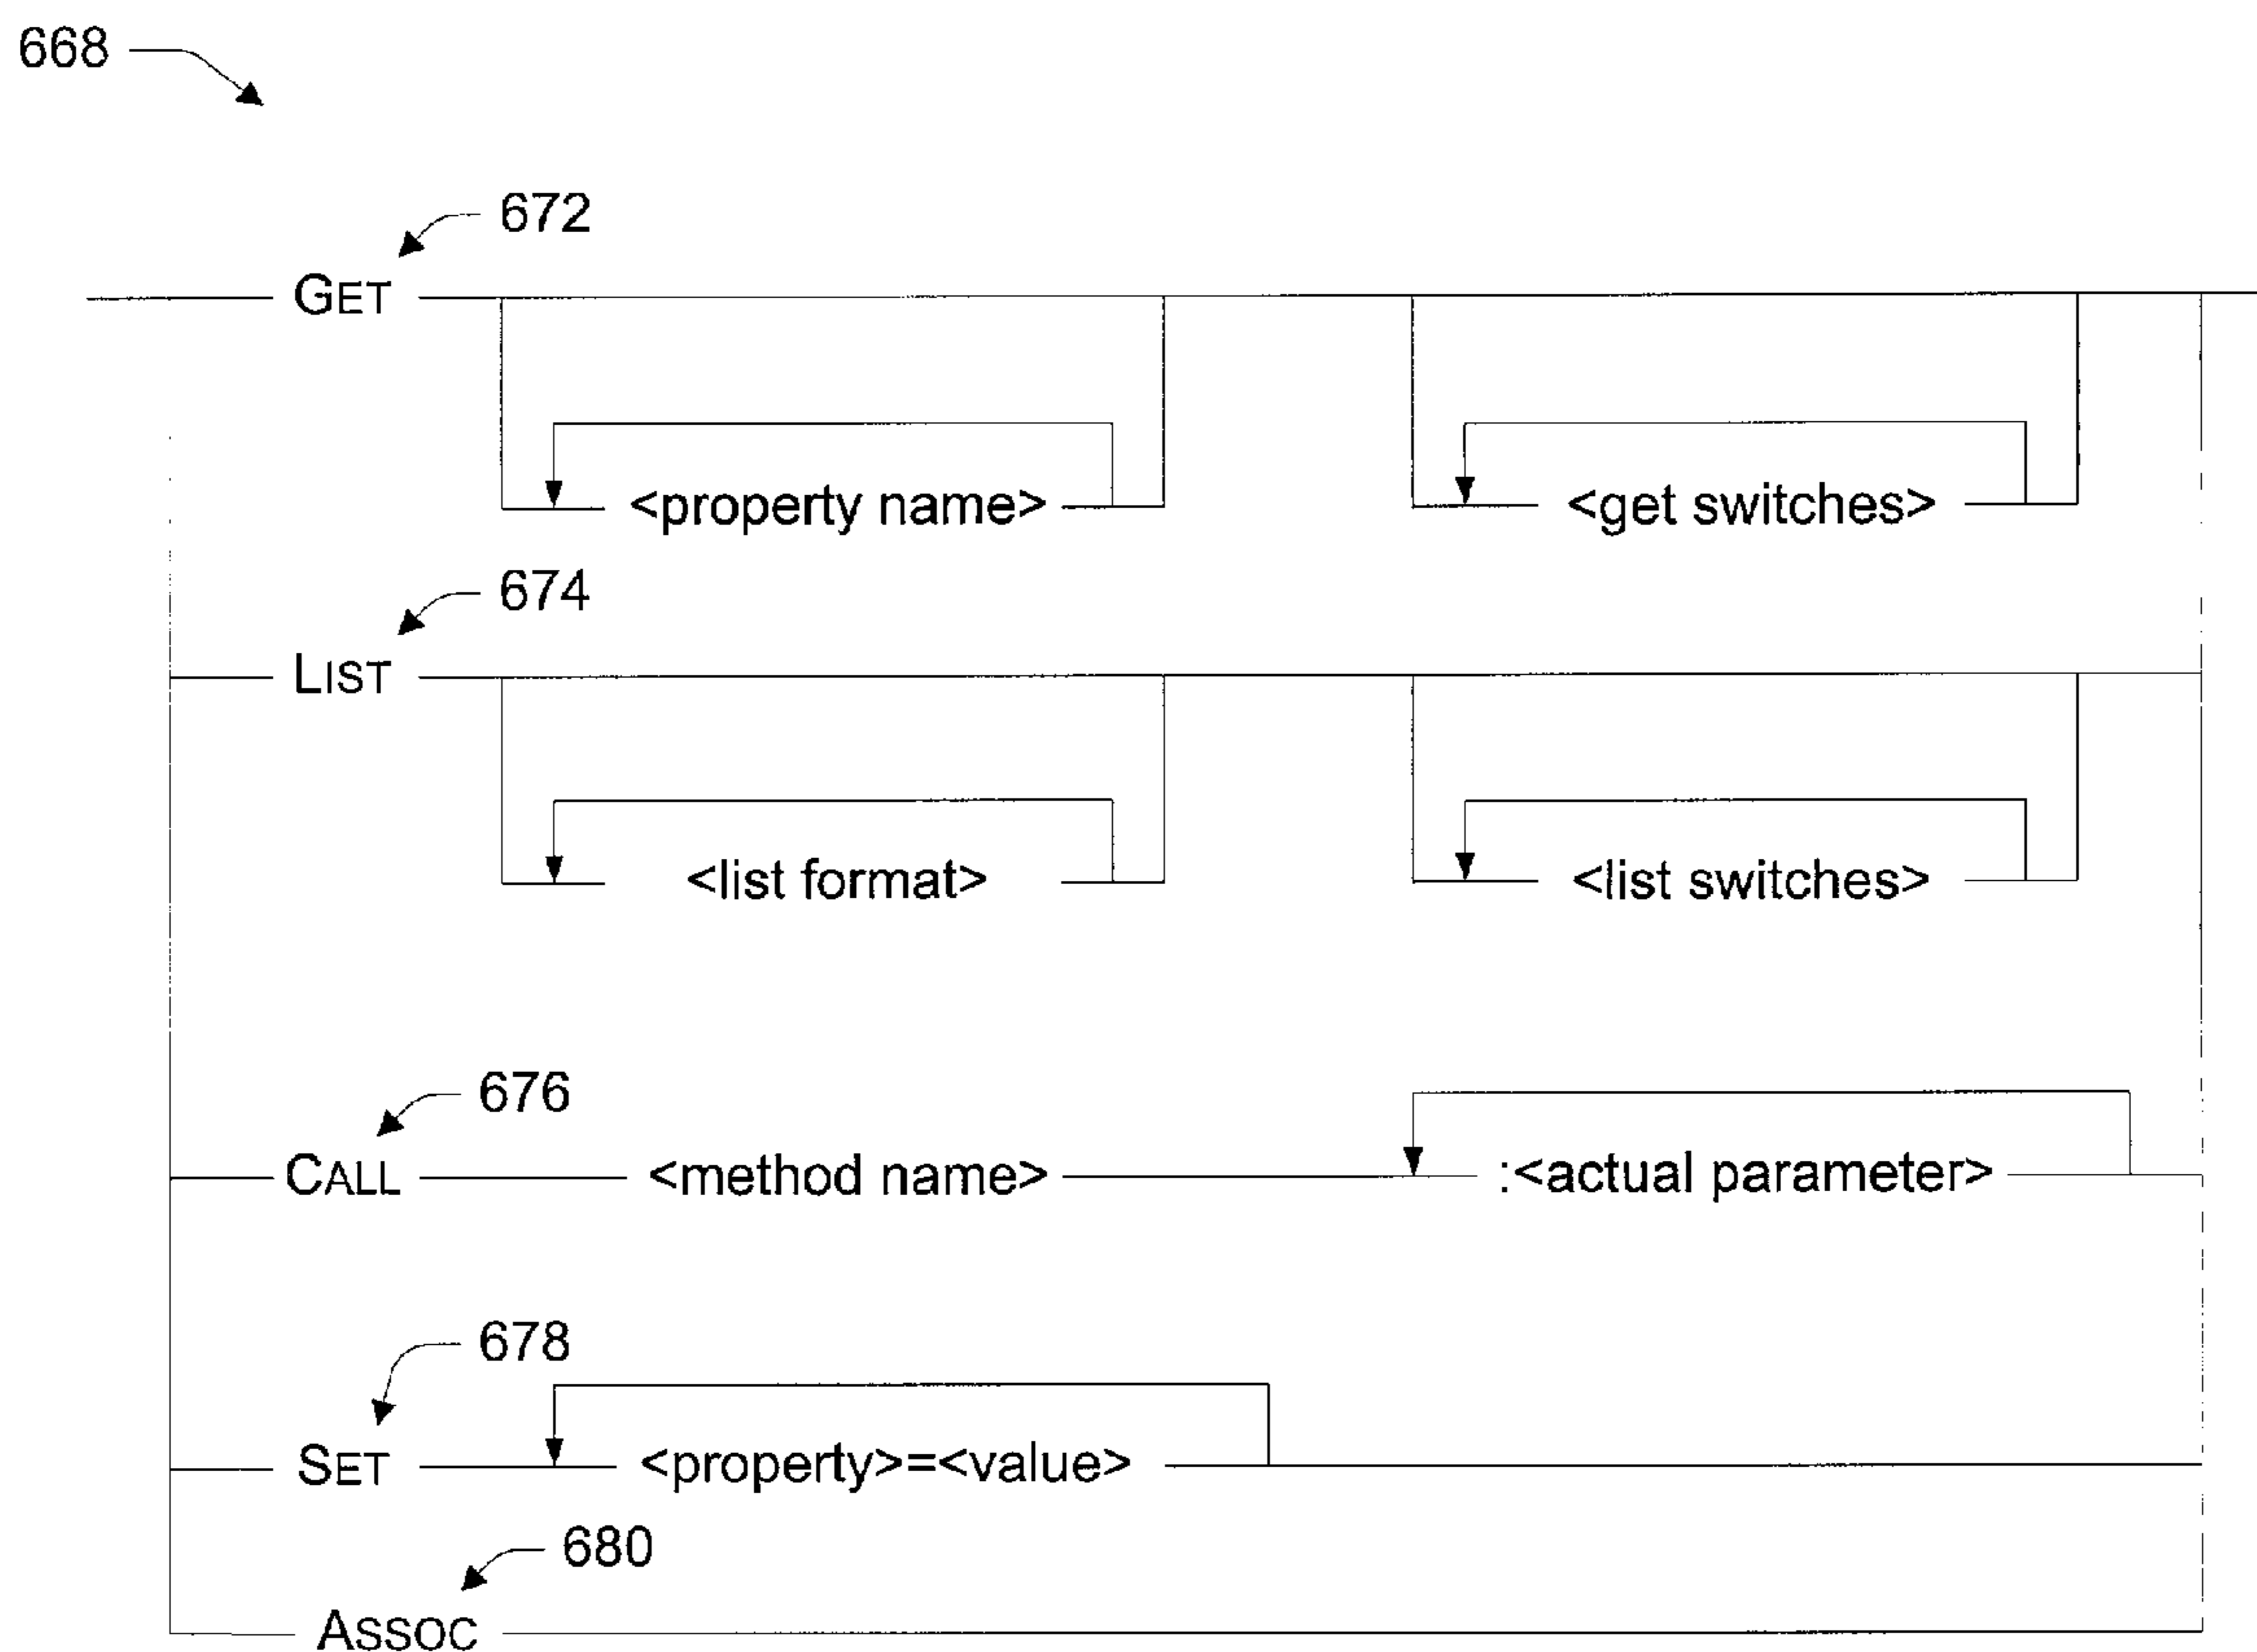 668
672
GET
<property name> <get switches>
674
LIST
<list format> <list switches>
676
CALL <method name> :<actual parameter>
678
SET <property>=<value>
680
ASSOC